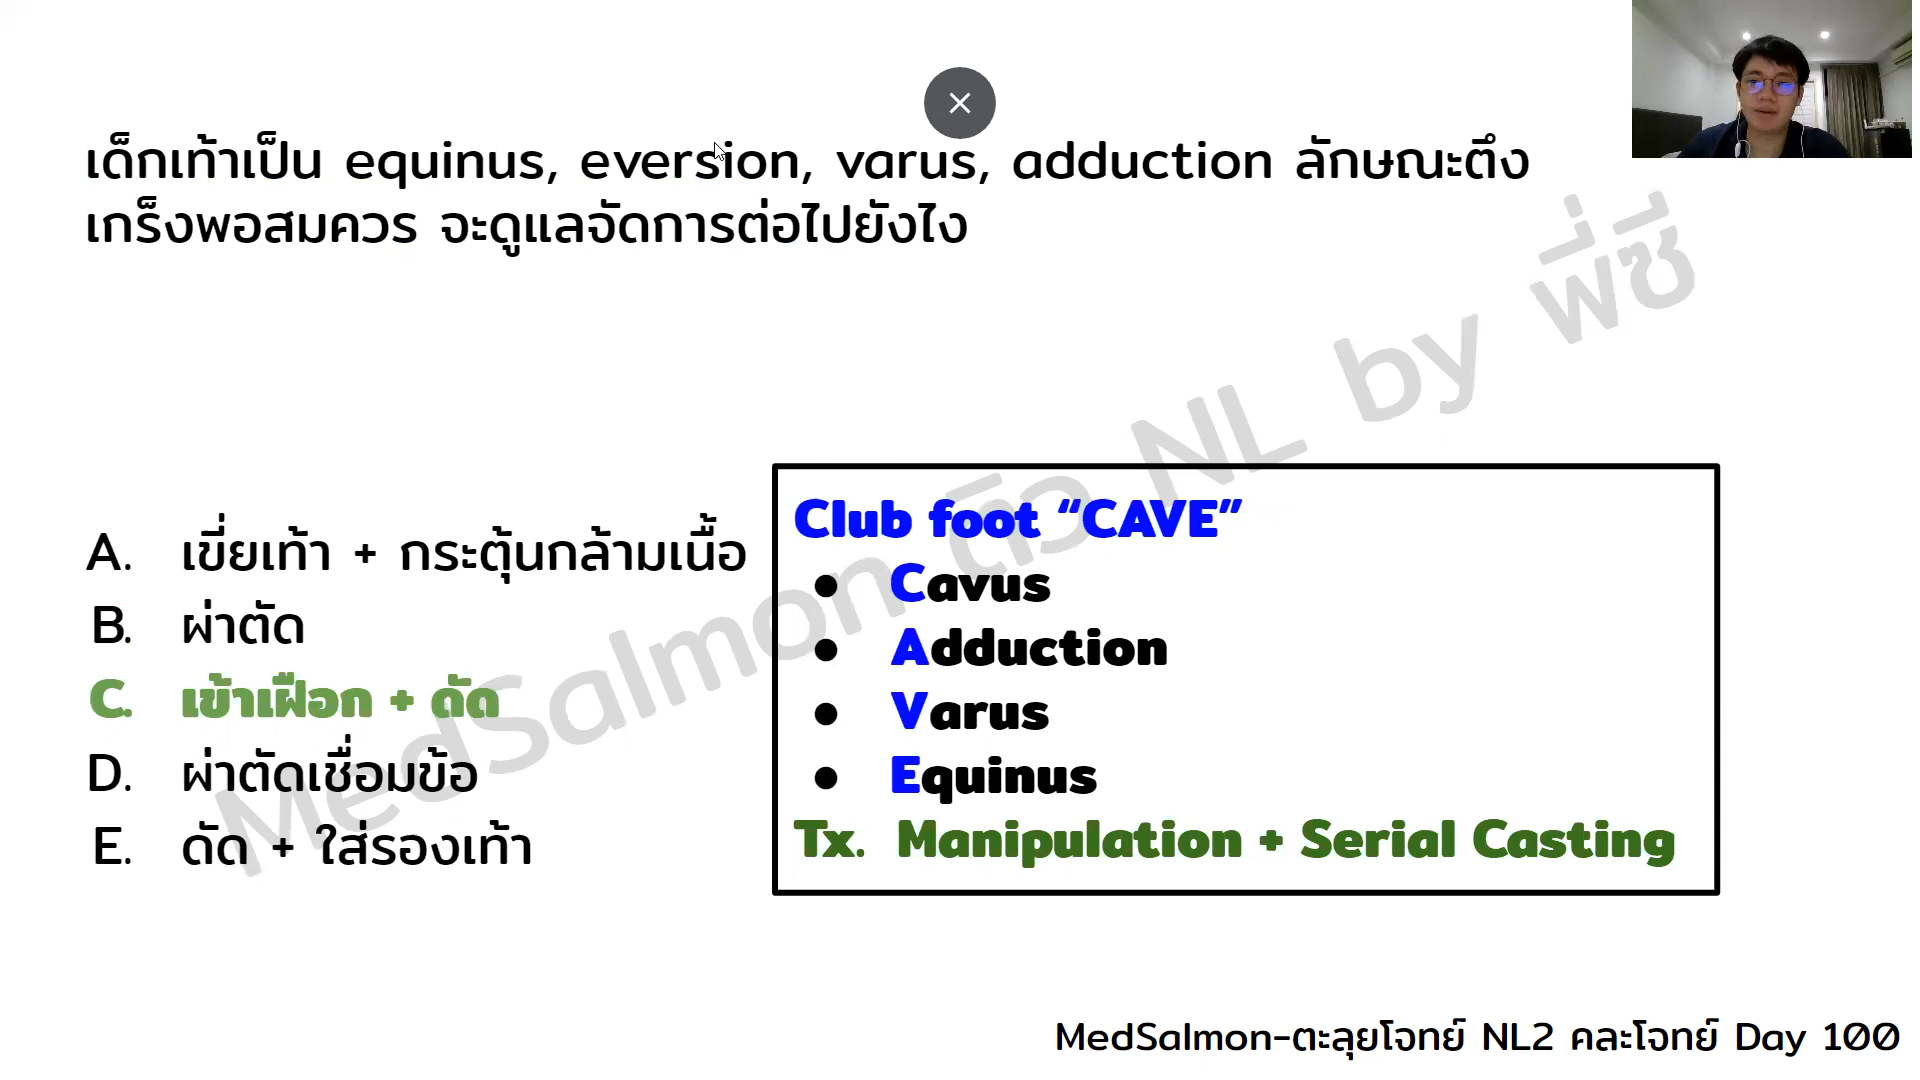 เด็กเท้าเป็น equinus, eversion, varus, adduction ลักษณะตึง
เกร็งพอสมควร จะดูแลจัดการต่อไปยังไง
A. เขี่ยเท้า + กระตุ้นกล้ามเนื้อ
B. ผ่าตัด
C. เข้าเฝือก + ดัด
D. ผ่าตัดเชื่อมข้อ
E. ดัด + ใส่รองเท้า
Club foot “CAVE”
● Cavus
● Adduction
● Varus
● Equinus
Tx. Manipulation + Serial Casting
MedSalmon ติว NL by พี่ซี
MedSalmon-ตะลุยโจทย์ NL2 คละโจทย์ Day 100